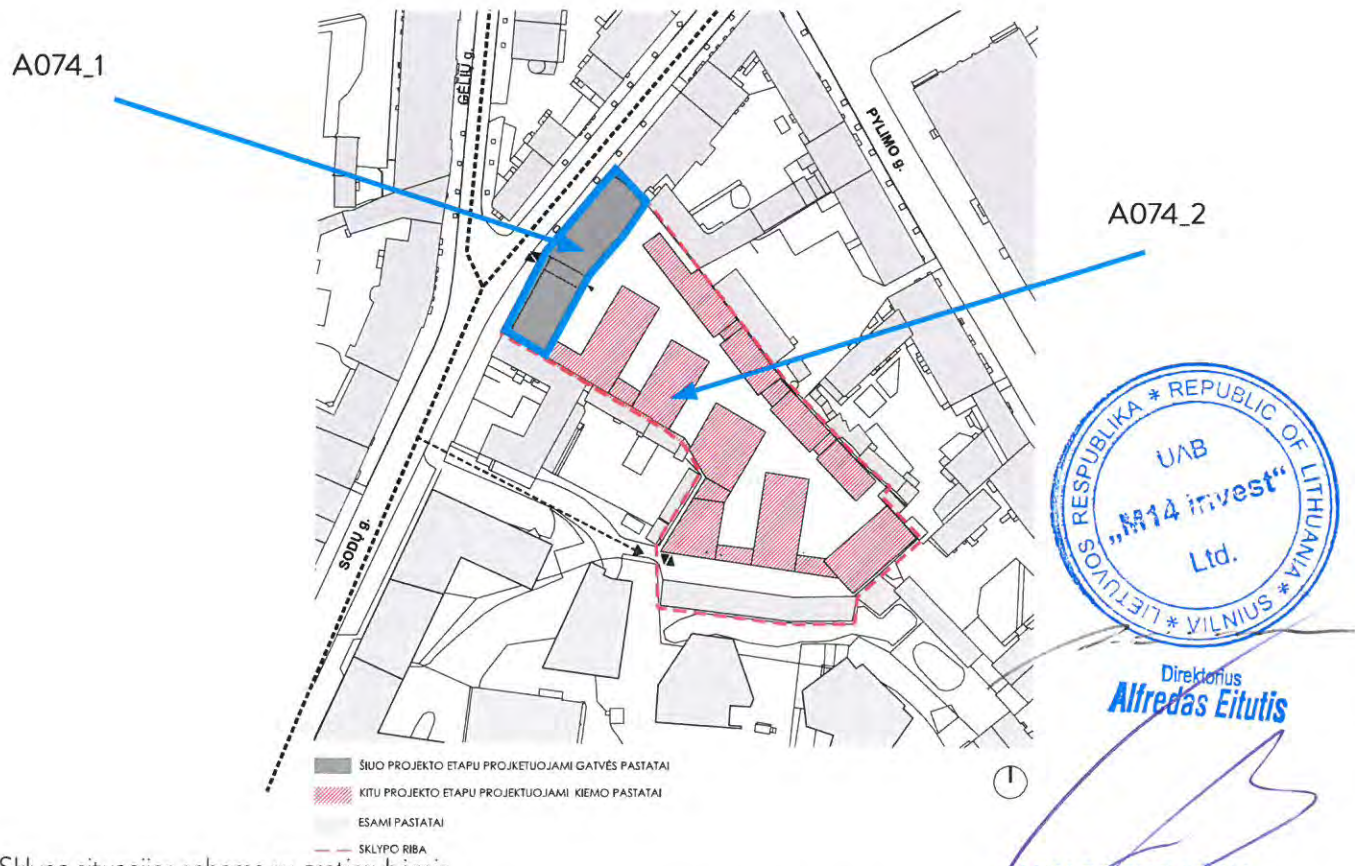 A074_1
GĖLIŲ g.
PYLIMO g.
A074_2
SODŲ g.
LIETUVOS RESPUBLIKA * REPUBLIC OF LITHUANIA * VILNIUS *
UAB
„M14 invest“
Ltd.
Direktorius
Alfredas Eitutis
ŠIUO PROJEKTO ETAPU PROJKETUOJAMI GATVĖS PASTATAI
KITU PROJEKTO ETAPU PROJEKTUOJAMI KIEMO PASTATAI
ESAMI PASTATAI
SKLYPO RIBA